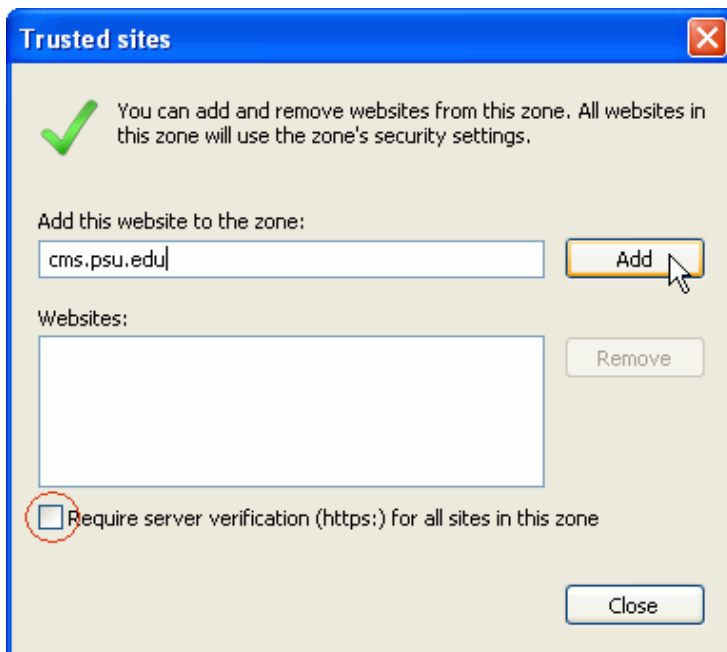 Trusted sites
You can add and remove websites from this zone. All websites in
this zone will use the zone's security settings.
Add this website to the zone:
cms.psu.edu
Add
Websites:
Remove
Require server verification (https:) for all sites in this zone
Close